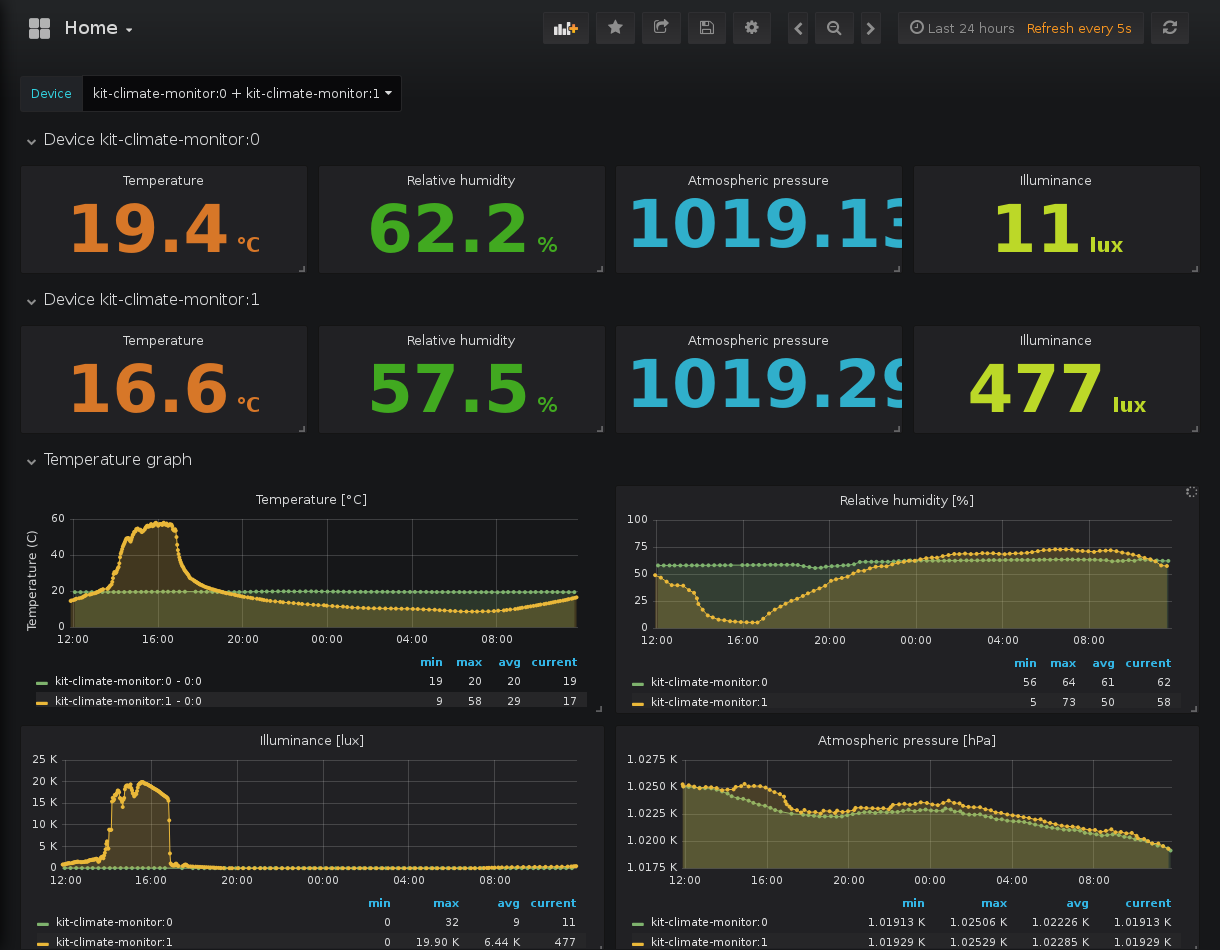 Home
Last 24 hours Refresh every 5s
Device kit-climate-monitor:0 + kit-climate-monitor:1
Device kit-climate-monitor:0
Temperature Relative humidity Atmospheric pressure Illuminance
19.4 °C 62.2 % 1019.13 11 lux
Device kit-climate-monitor:1
Temperature Relative humidity Atmospheric pressure Illuminance
16.6 °C 57.5 % 1019.29 477 lux
Temperature graph
Temperature [°C]
Temperature (C)
60
40
20
0
12:00 16:00 20:00 00:00 04:00 08:00
min max avg current
kit-climate-monitor:0 - 0:0 19 20 20 19
kit-climate-monitor:1 - 0:0 9 58 29 17
Relative humidity [%]
100
75
50
25
0
12:00 16:00 20:00 00:00 04:00 08:00
min max avg current
kit-climate-monitor:0 56 64 61 62
kit-climate-monitor:1 5 73 50 58
Illuminance [lux]
25 K
20 K
15 K
10 K
5 K
0
12:00 16:00 20:00 00:00 04:00 08:00
min max avg current
kit-climate-monitor:0 0 32 9 11
kit-climate-monitor:1 0 19.90 K 6.44 K 477
Atmospheric pressure [hPa]
1.0275 K
1.0250 K
1.0225 K
1.0200 K
1.0175 K
12:00 16:00 20:00 00:00 04:00 08:00
min max avg current
kit-climate-monitor:0 1.01913 K 1.02506 K 1.02226 K 1.01913 K
kit-climate-monitor:1 1.01929 K 1.02529 K 1.02285 K 1.01929 K